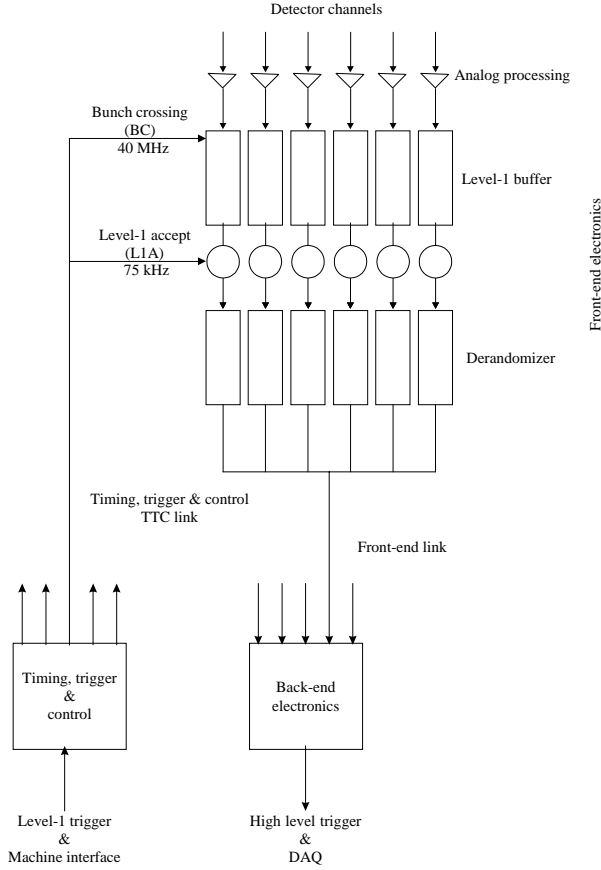 Detector channels
Analog processing
Bunch crossing
(BC)
40 MHz
Level-1 buffer
Front-end electronics
Level-1 accept
(L1A)
75 kHz
Derandomizer
Timing, trigger & control
TTC link
Front-end link
Timing, trigger
&
control
Back-end
electronics
Level-1 trigger
&
Machine interface
High level trigger
&
DAQ